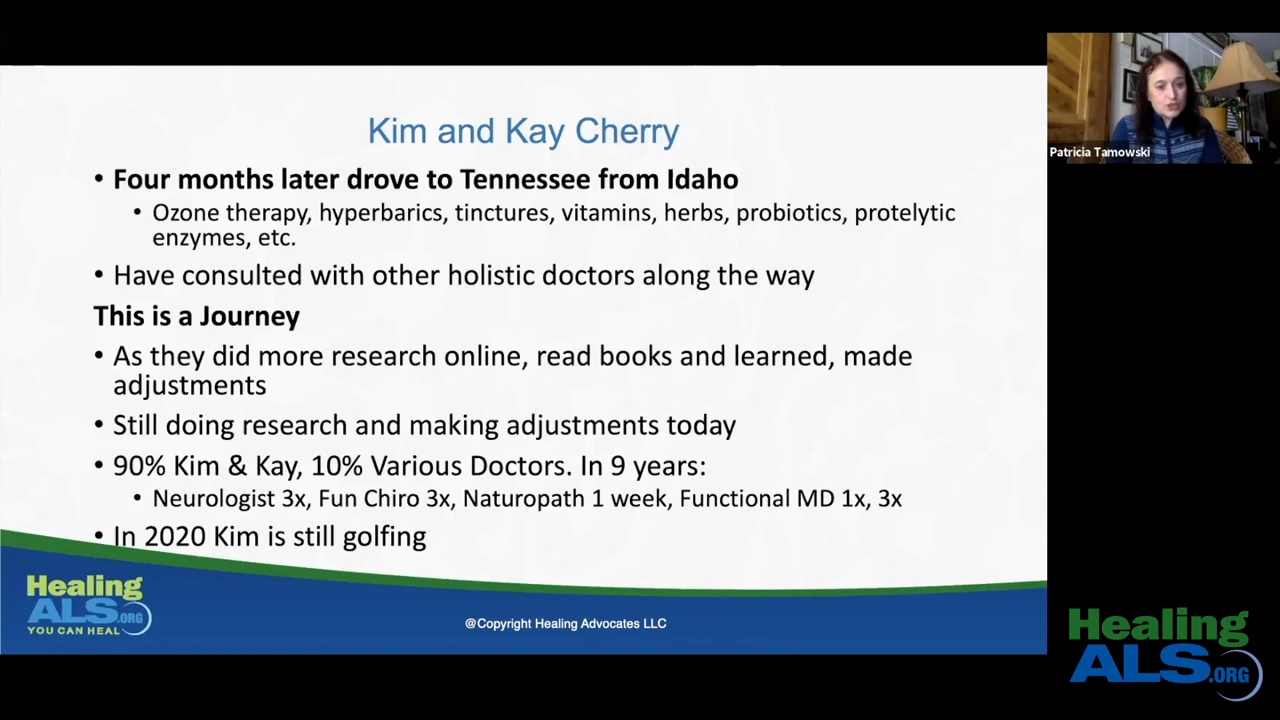 Kim and Kay Cherry
• Four months later drove to Tennessee from Idaho
• Ozone therapy, hyperbarics, tinctures, vitamins, herbs, probiotics, protelytic
enzymes, etc.
• Have consulted with other holistic doctors along the way
This is a Journey
• As they did more research online, read books and learned, made
adjustments
• Still doing research and making adjustments today
• 90% Kim & Kay, 10% Various Doctors. In 9 years:
• Neurologist 3x, Fun Chiro 3x, Naturopath 1 week, Functional MD 1x, 3x
• In 2020 Kim is still golfing
Healing
ALS.ORG
YOU CAN HEAL
@Copyright Healing Advocates LLC
Patricia Tamowski
Healing
ALS.ORG